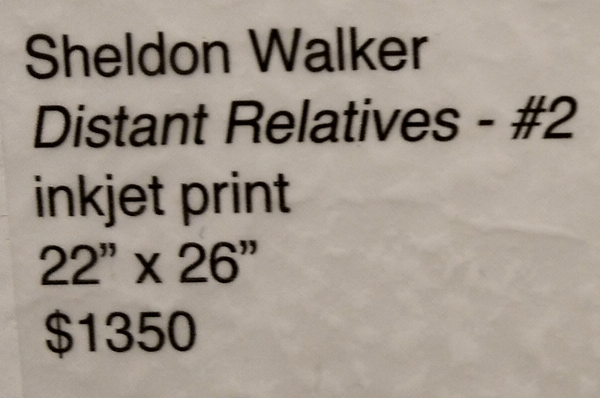 Sheldon Walker
Distant Relatives - #2
inkjet print
22” x 26”
$1350